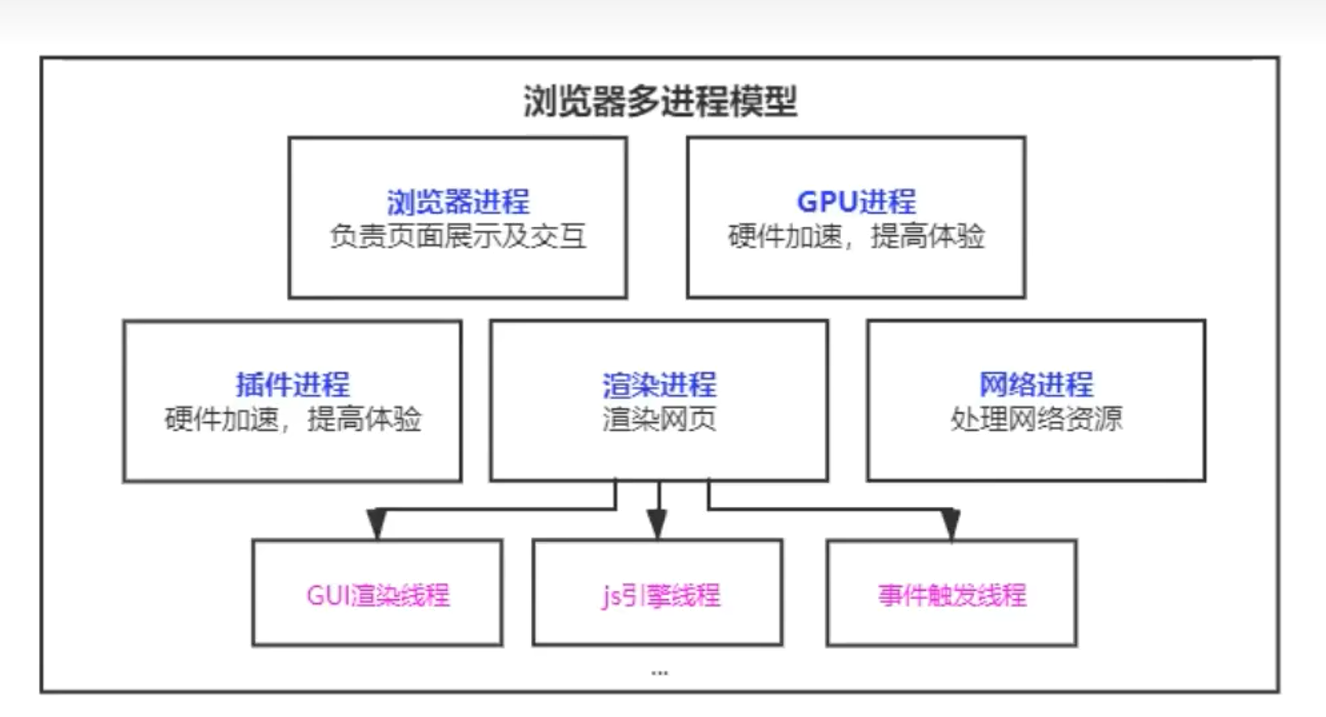 浏览器多进程模型
浏览器进程
负责页面展示及交互
GPU进程
硬件加速，提高体验
插件进程
硬件加速，提高体验
渲染进程
渲染网页
网络进程
处理网络资源
GUI渲染线程
js引擎线程
事件触发线程
...